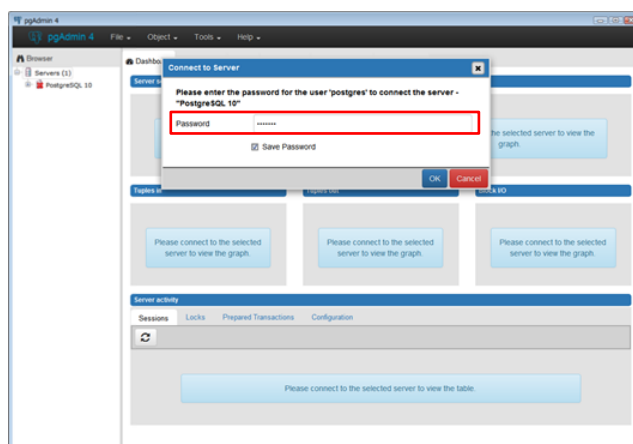 pgAdmin 4
pgAdmin 4 File Object Tools Help
Browser
Servers (1)
PostgreSQL 10
Connect to Server
Please enter the password for the user 'postgres' to connect the server -
"PostgreSQL 10"
Password •••••••
Save Password
OK Cancel
he selected server to view the
graph.
Tuples in
Block I/O
Please connect to the selected
server to view the graph.
Please connect to the selected
server to view the graph.
Please connect to the selected
server to view the graph.
Server activity
Sessions Locks Prepared Transactions Configuration
Please connect to the selected server to view the table.